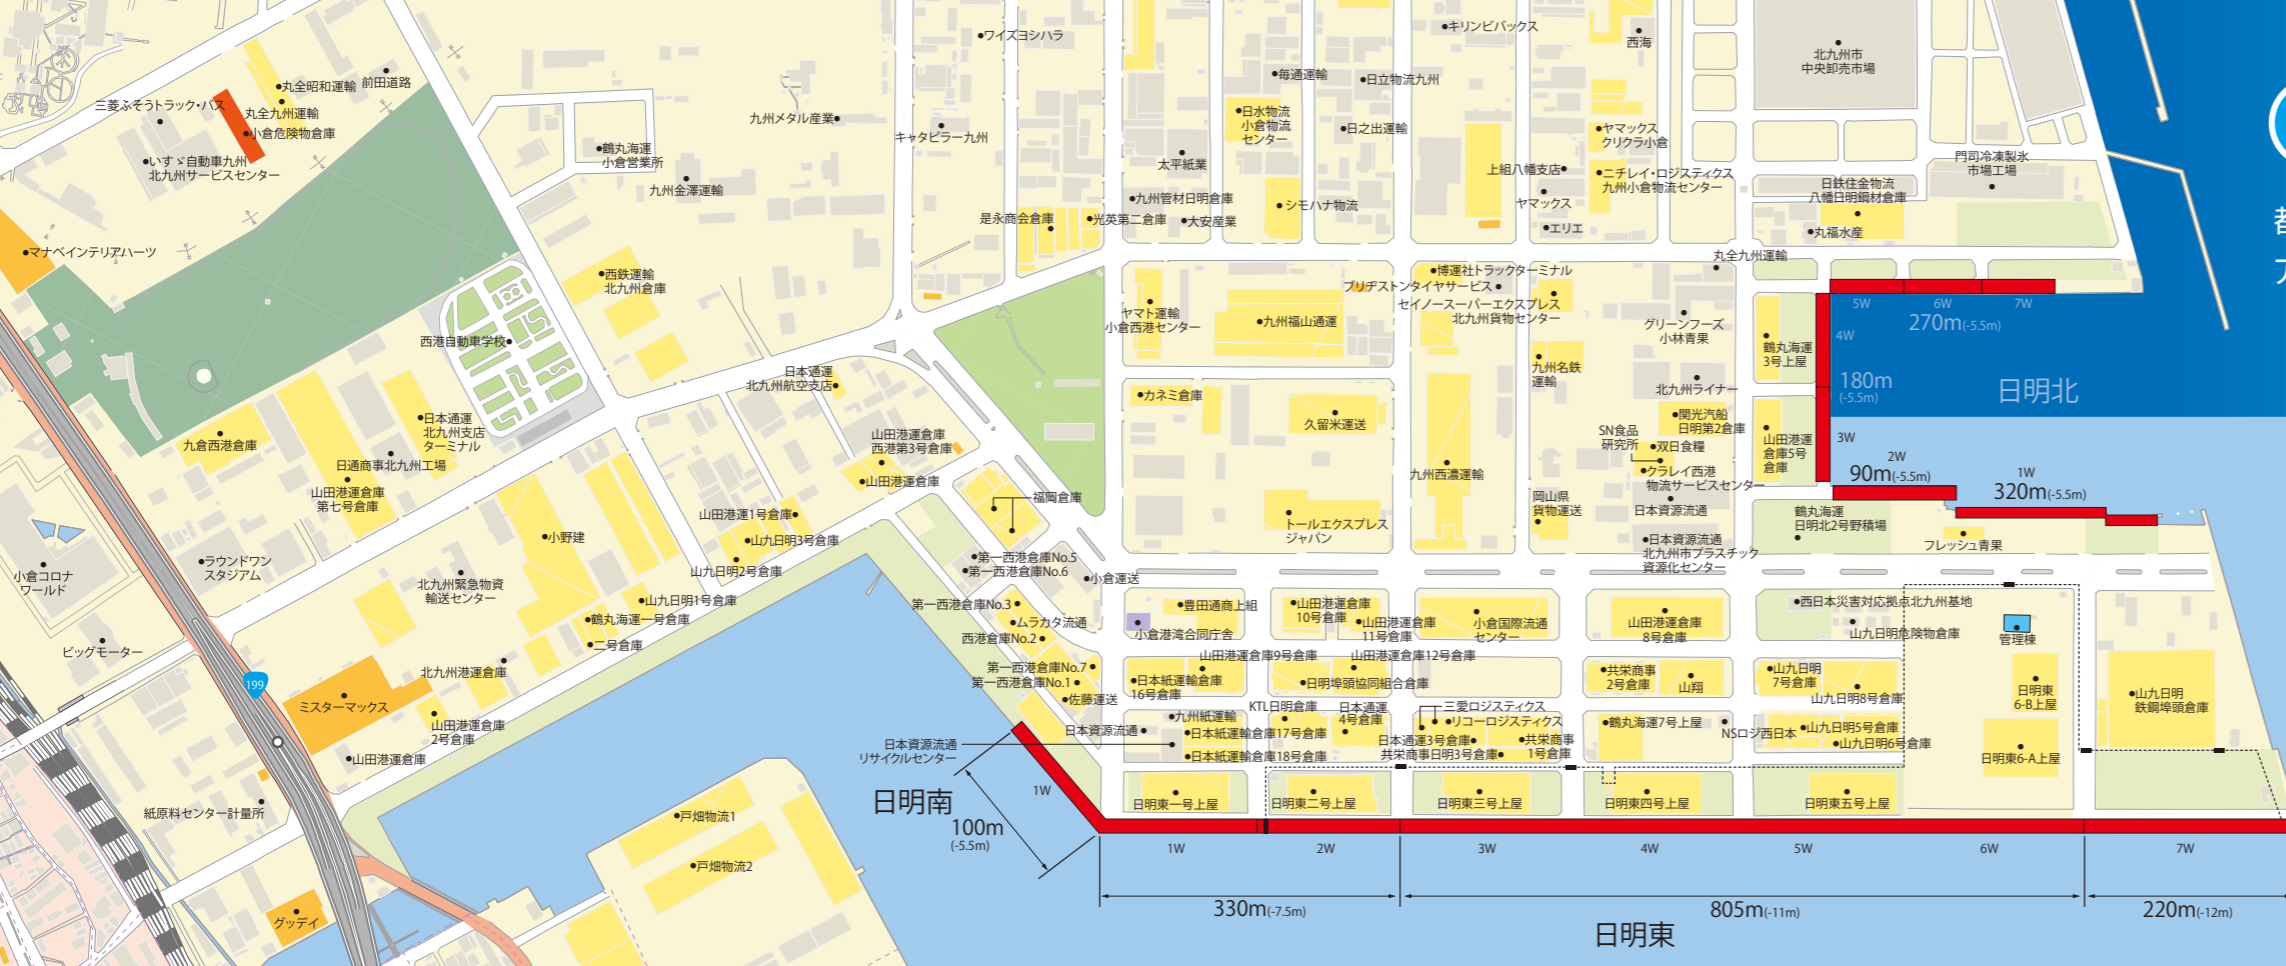 三菱ふそうトラック・バス
丸全昭和運輸
前田道路
丸全九州運輸
小倉危険物倉庫
いすゞ自動車九州
北九州サービスセンター
マナベインテリアハーツ
九州メタル産業
鶴丸海運
小倉営業所
九州金澤運輸
西鉄運輸
北九州倉庫
西港自動車学校
ワイズヨシハラ
キャタピラー九州
是永商会倉庫
光英第二倉庫
太平紙業
九州管材日明倉庫
大安産業
毎通運輸
日立物流九州
日水物流
小倉物流
センター
日之出運輸
シモハナ物流
キリンビバックス
西海
ヤマックス
クリクラ小倉
上組八幡支店
ニチレイ・ロジスティクス
九州小倉物流センター
ヤマックス
エリエ
北九州市
中央卸売市場
門司冷凍製氷
市場工場
日鉄住金物流
八幡日明鋼材倉庫
丸福水産
丸全九州運輸
ヤマト運輸
小倉西港センター
九州福山通運
博運社トラックターミナル
ブリヂストンタイヤサービス
セイノースーパーエクスプレス
北九州貨物センター
グリーンフーズ
小林青果
九州名鉄
運輸
北九州ライナー
鶴丸海運
3号上屋
5W
6W
7W
270m(-5.5m)
4W
180m
(-5.5m)
日明北
3W
2W
90m(-5.5m)
1W
320m(-5.5m)
日本通運
北九州航空支店
カネミ倉庫
久留米運送
関光汽船
日明第2倉庫
SN食品
研究所
双日食糧
クラレイ西港
物流サービスセンター
山田港運
倉庫5号
倉庫
九州西濃運輸
岡山県
貨物運送
日本資源流通
トールエクスプレス
ジャパン
日本資源流通
北九州市プラスチック
資源化センター
鶴丸海運
日明北2号野積場
フレッシュ青果
九倉西港倉庫
日本通運
北九州支店
ターミナル
日通商事北九州工場
山田港運倉庫
第七号倉庫
山田港運倉庫
西港第3号倉庫
山田港運倉庫
山田港運1号倉庫
福岡倉庫
小野建
山九日明3号倉庫
山九日明2号倉庫
第一西港倉庫No.5
第一西港倉庫No.6
小倉運送
小倉コロナ
ワールド
ラウンドワン
スタジアム
北九州緊急物資
輸送センター
山九日明1号倉庫
鶴丸海運一号倉庫
二号倉庫
第一西港倉庫No.3
ムラカタ流通
西港倉庫No.2
第一西港倉庫No.7
第一西港倉庫No.1
佐藤運送
豊田通商上組
小倉港湾合同庁舎
山田港運倉庫
10号倉庫
山田港運倉庫
11号倉庫
小倉国際流通
センター
山田港運倉庫
8号倉庫
西日本災害対応拠点北九州基地
山九日明危険物倉庫
管理棟
ビッグモーター
199
北九州港運倉庫
ミスターマックス
山田港運倉庫
2号倉庫
山田港運倉庫
紙原料センター計量所
グッデイ
山田港運倉庫9号倉庫
山田港運倉庫12号倉庫
日本紙運輸倉庫
16号倉庫
日明埠頭協同組合倉庫
共栄商事
2号倉庫
山翔
山九日明
7号倉庫
山九日明8号倉庫
日明東
6-B上屋
山九日明
鉄鋼埠頭倉庫
九州紙運輸
KTL日明倉庫
日本通運
4号倉庫
三愛ロジスティクス
リコーロジスティクス
鶴丸海運7号上屋
NSロジ西日本
山九日明5号倉庫
山九日明6号倉庫
日本資源流通
日本紙運輸倉庫17号倉庫
日本通運3号倉庫
共栄商事
1号倉庫
日本資源流通
リサイクルセンター
日本紙運輸倉庫18号倉庫
共栄商事日明3号倉庫
日明東6-A上屋
日明東一号上屋
日明東二号上屋
日明東三号上屋
日明東四号上屋
日明東五号上屋
日明南
1W
100m
(-5.5m)
戸畑物流1
戸畑物流2
1W
2W
3W
4W
5W
6W
7W
330m(-7.5m)
805m(-11m)
220m(-12m)
日明東